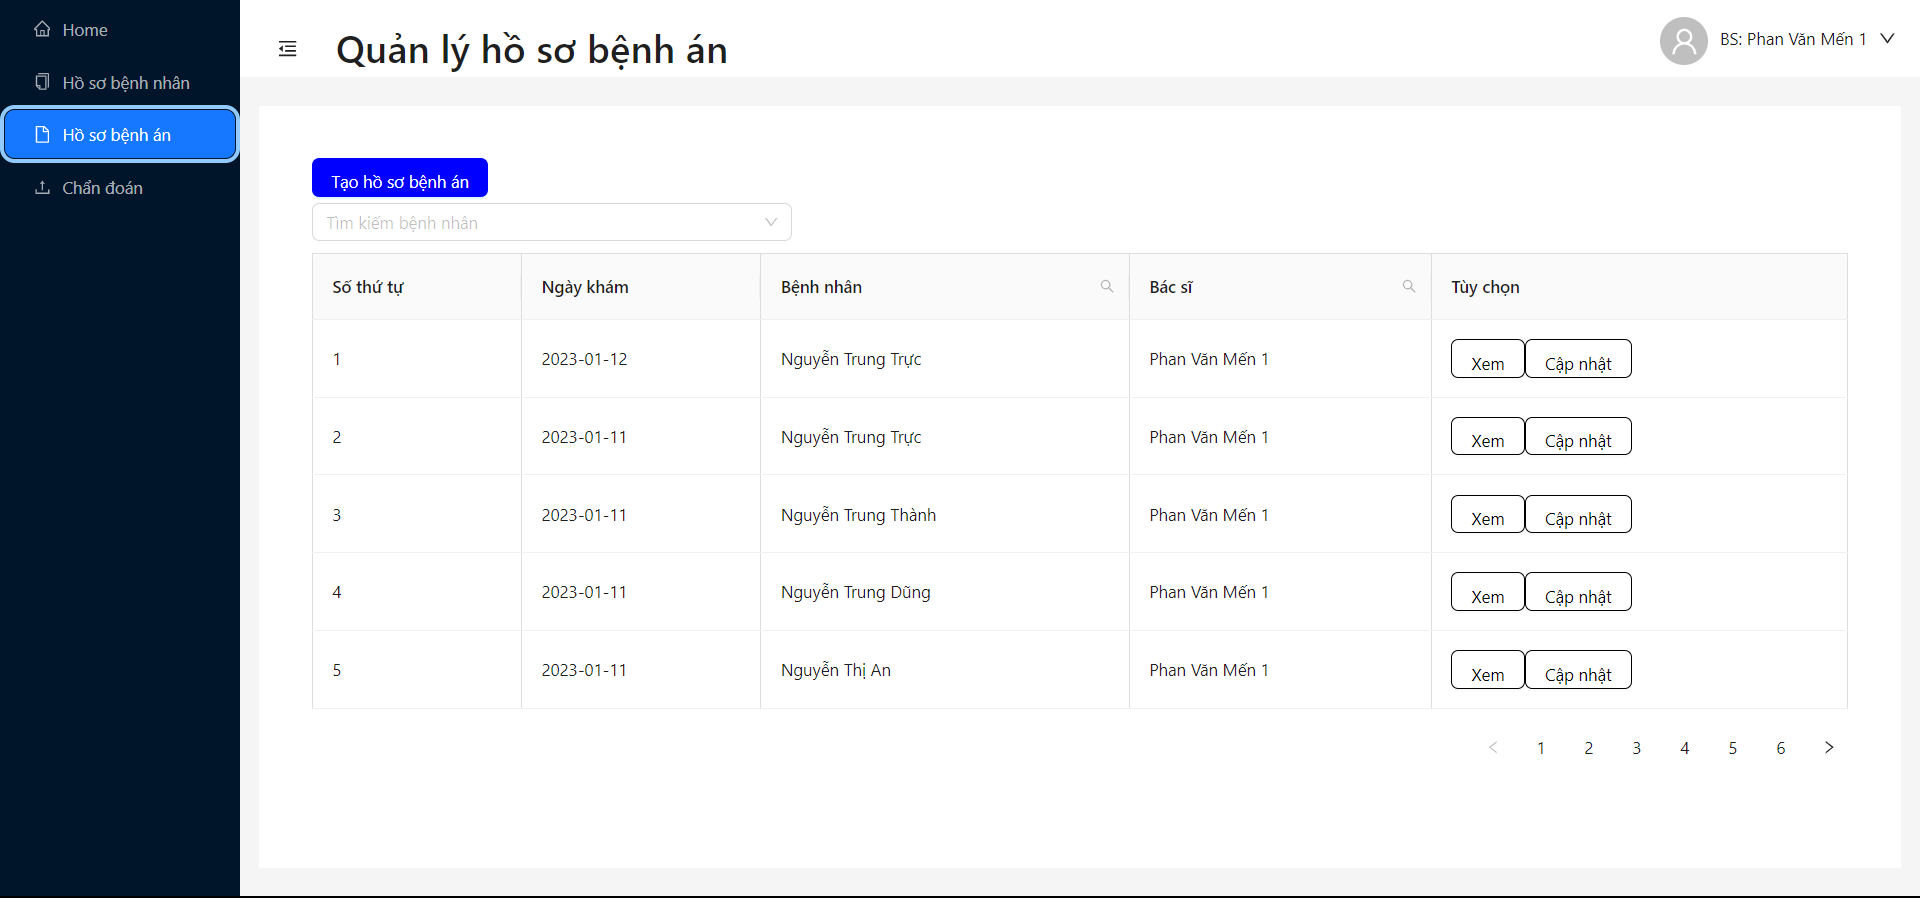 Home
Hồ sơ bệnh nhân
Hồ sơ bệnh án
Chẩn đoán
Quản lý hồ sơ bệnh án
BS: Phan Văn Mến 1
Tạo hồ sơ bệnh án
Tìm kiếm bệnh nhân
Số thứ tự Ngày khám Bệnh nhân Bác sĩ Tùy chọn
1 2023-01-12 Nguyễn Trung Trực Phan Văn Mến 1 Xem Cập nhật
2 2023-01-11 Nguyễn Trung Trực Phan Văn Mến 1 Xem Cập nhật
3 2023-01-11 Nguyễn Trung Thành Phan Văn Mến 1 Xem Cập nhật
4 2023-01-11 Nguyễn Trung Dũng Phan Văn Mến 1 Xem Cập nhật
5 2023-01-11 Nguyễn Thị An Phan Văn Mến 1 Xem Cập nhật
1 2 3 4 5 6